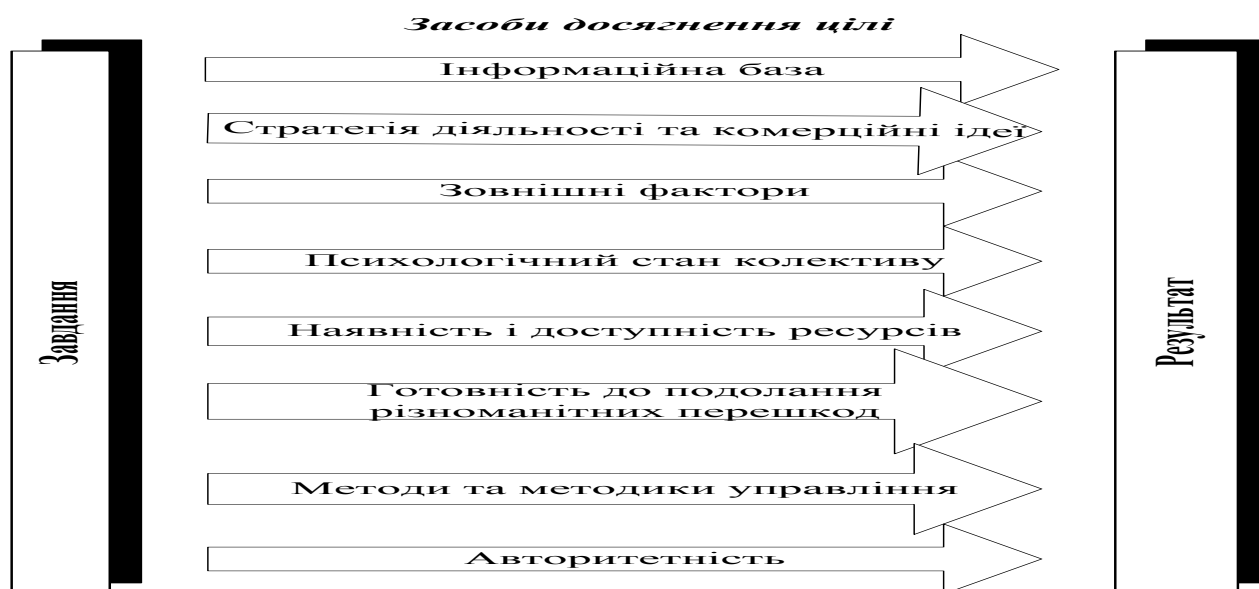 Засоби досягнення цілі
Інформаційна база
Стратегія діяльності та комерційні ідеї
Зовнішні фактори
Психологічний стан колективу
Наявність і доступність ресурсів
Готовність до подолання
різноманітних перешкод
Методи та методики управління
Авторитетність
Завдання
Результат